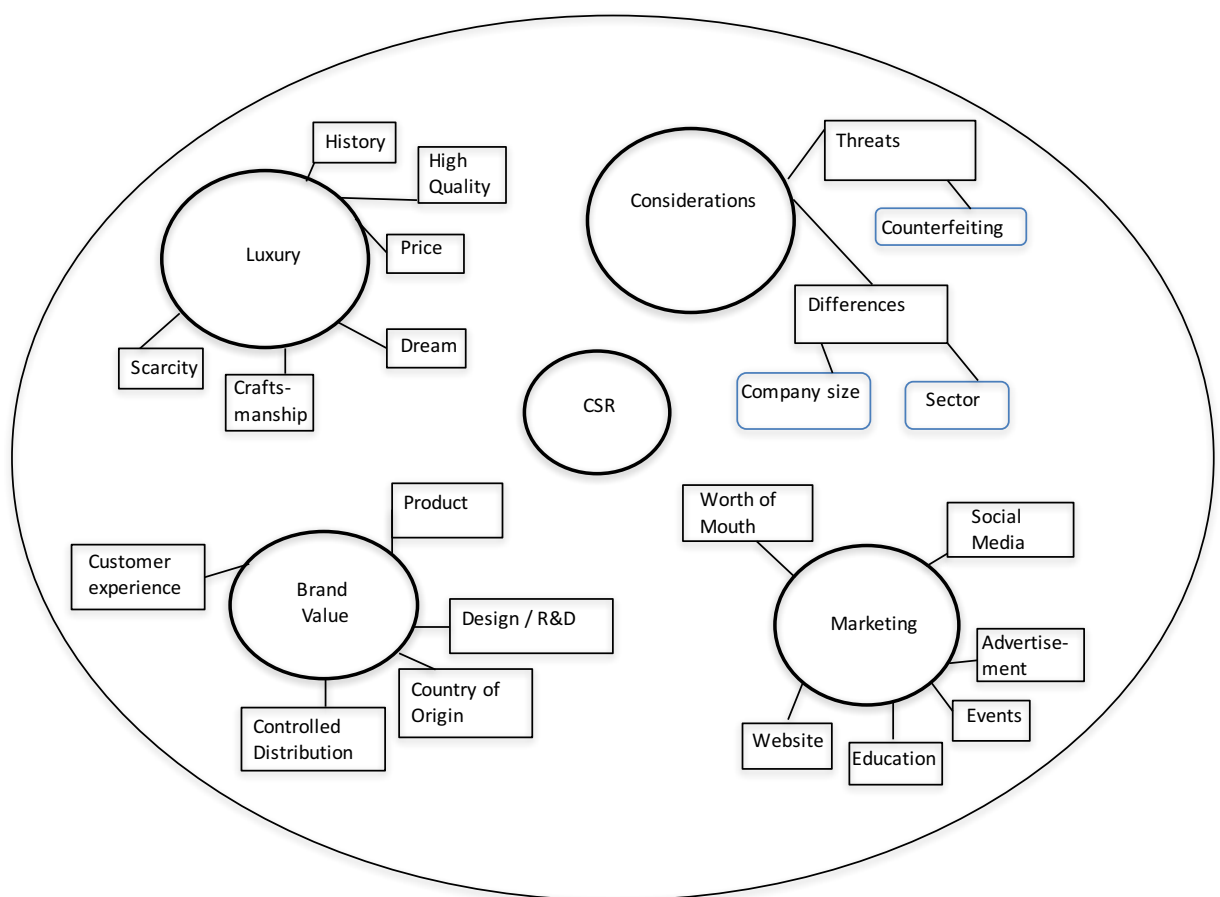 History
High
Quality
Luxury
Price
Dream
Scarcity
Crafts-
manship
Considerations
Threats
Counterfeiting
Differences
Company size
Sector
CSR
Product
Customer
experience
Brand
Value
Design / R&D
Country of
Origin
Controlled
Distribution
Worth of
Mouth
Social
Media
Marketing
Advertise-
ment
Events
Website
Education